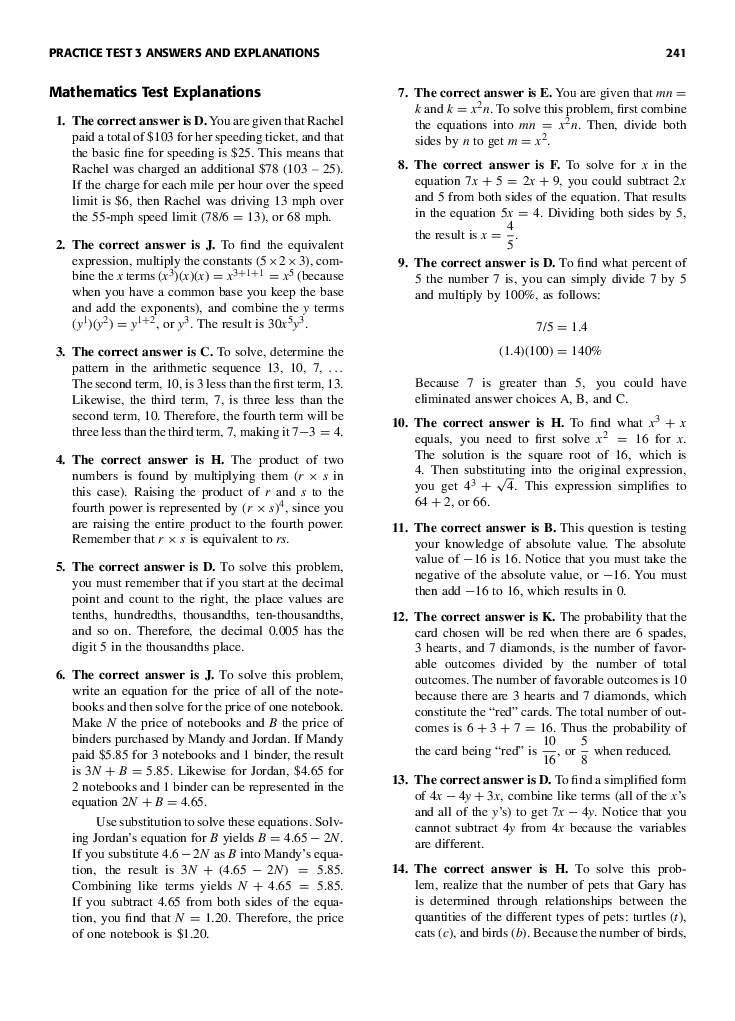 PRACTICE TEST 3 ANSWERS AND EXPLANATIONS 241
Mathematics Test Explanations
1. The correct answer is D. You are given that Rachel
paid a total of $103 for her speeding ticket, and that
the basic fine for speeding is $25. This means that
Rachel was charged an additional $78 (103 – 25).
If the charge for each mile per hour over the speed
limit is $6, then Rachel was driving 13 mph over
the 55-mph speed limit (78/6 = 13), or 68 mph.
2. The correct answer is J. To find the equivalent
expression, multiply the constants (5 × 2 × 3), com-
bine the x terms (x³)(x)(x) = x³⁺¹⁺¹ = x⁵ (because
when you have a common base you keep the base
and add the exponents), and combine the y terms
(y¹)(y²) = y¹⁺², or y³. The result is 30x⁵y³.
3. The correct answer is C. To solve, determine the
pattern in the arithmetic sequence 13, 10, 7, …
The second term, 10, is 3 less than the first term, 13.
Likewise, the third term, 7, is three less than the
second term, 10. Therefore, the fourth term will be
three less than the third term, 7, making it 7−3 = 4.
4. The correct answer is H. The product of two
numbers is found by multiplying them (r × s in
this case). Raising the product of r and s to the
fourth power is represented by (r × s)⁴, since you
are raising the entire product to the fourth power.
Remember that r × s is equivalent to rs.
5. The correct answer is D. To solve this problem,
you must remember that if you start at the decimal
point and count to the right, the place values are
tenths, hundredths, thousandths, ten-thousandths,
and so on. Therefore, the decimal 0.005 has the
digit 5 in the thousandths place.
6. The correct answer is J. To solve this problem,
write an equation for the price of all of the note-
books and then solve for the price of one notebook.
Make N the price of notebooks and B the price of
binders purchased by Mandy and Jordan. If Mandy
paid $5.85 for 3 notebooks and 1 binder, the result
is 3N + B = 5.85. Likewise for Jordan, $4.65 for
2 notebooks and 1 binder can be represented in the
equation 2N + B = 4.65.
Use substitution to solve these equations. Solv-
ing Jordan's equation for B yields B = 4.65 − 2N.
If you substitute 4.6 − 2N as B into Mandy's equa-
tion, the result is 3N + (4.65 − 2N) = 5.85.
Combining like terms yields N + 4.65 = 5.85.
If you subtract 4.65 from both sides of the equa-
tion, you find that N = 1.20. Therefore, the price
of one notebook is $1.20.
7. The correct answer is E. You are given that mn =
k and k = x²n. To solve this problem, first combine
the equations into mn = x²n. Then, divide both
sides by n to get m = x².
8. The correct answer is F. To solve for x in the
equation 7x + 5 = 2x + 9, you could subtract 2x
and 5 from both sides of the equation. That results
in the equation 5x = 4. Dividing both sides by 5,
the result is x = 4/5.
9. The correct answer is D. To find what percent of
5 the number 7 is, you can simply divide 7 by 5
and multiply by 100%, as follows:
7/5 = 1.4
(1.4)(100) = 140%
Because 7 is greater than 5, you could have
eliminated answer choices A, B, and C.
10. The correct answer is H. To find what x³ + x
equals, you need to first solve x² = 16 for x.
The solution is the square root of 16, which is
4. Then substituting into the original expression,
you get 4³ + √4. This expression simplifies to
64 + 2, or 66.
11. The correct answer is B. This question is testing
your knowledge of absolute value. The absolute
value of −16 is 16. Notice that you must take the
negative of the absolute value, or −16. You must
then add −16 to 16, which results in 0.
12. The correct answer is K. The probability that the
card chosen will be red when there are 6 spades,
3 hearts, and 7 diamonds, is the number of favor-
able outcomes divided by the number of total
outcomes. The number of favorable outcomes is 10
because there are 3 hearts and 7 diamonds, which
constitute the “red” cards. The total number of out-
comes is 6 + 3 + 7 = 16. Thus the probability of
the card being “red” is 10/16, or 5/8 when reduced.
13. The correct answer is D. To find a simplified form
of 4x − 4y + 3x, combine like terms (all of the x's
and all of the y's) to get 7x − 4y. Notice that you
cannot subtract 4y from 4x because the variables
are different.
14. The correct answer is H. To solve this prob-
lem, realize that the number of pets that Gary has
is determined through relationships between the
quantities of the different types of pets: turtles (t),
cats (c), and birds (b). Because the number of birds,